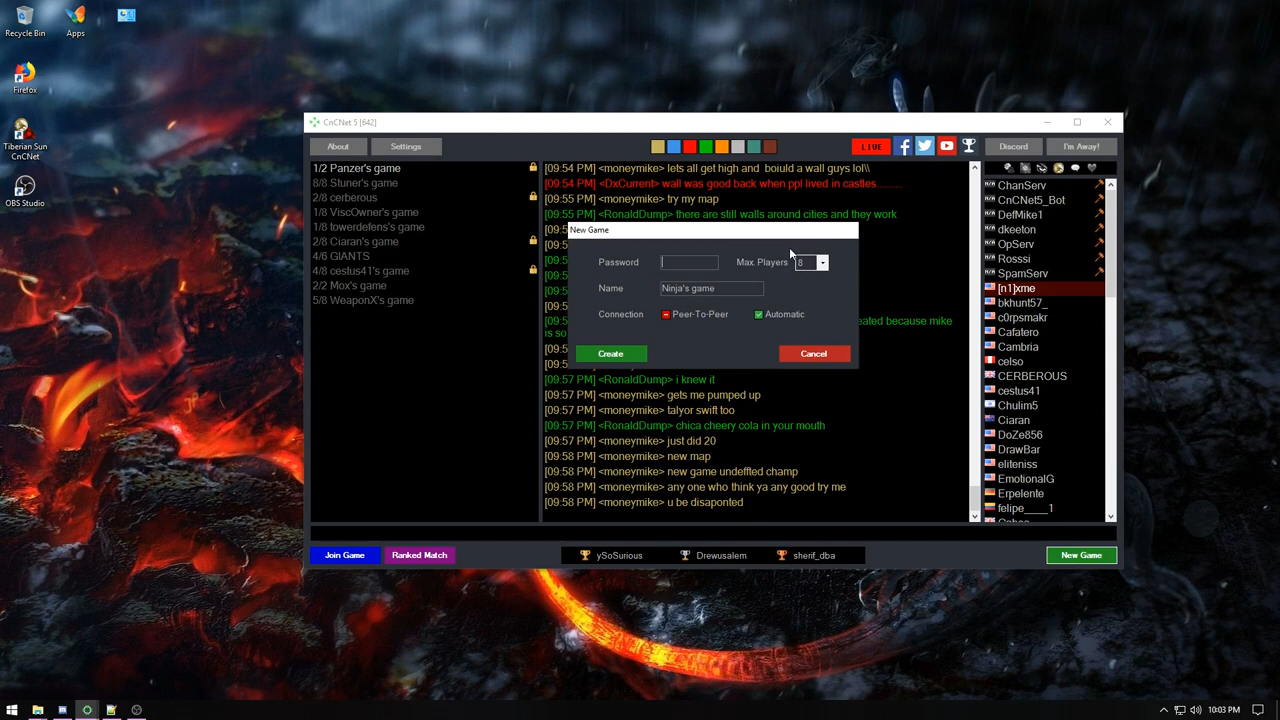 Recycle Bin
Apps
Firefox
Tiberian Sun
CnCNet
OBS Studio
CnCNet 5 [642]
About
Settings
LIVE
Discord
I'm Away!
1/2 Panzer's game
8/8 Stuner's game
2/8 cerberous
1/8 ViscOwner's game
1/8 towerdefens's game
2/8 Ciaran's game
4/6 GIANTS
4/8 cestus41's game
2/2 Mox's game
5/8 WeaponX's game
[09:54 PM] <moneymike> lets all get high and boiuld a wall guys lol\\
[09:54 PM] <DxCurrent> wall was good back when ppl lived in castles.........
[09:55 PM] <moneymike> try my map
[09:55 PM] <RonaldDump> there are still walls around cities and they work
New Game
Password
Max. Players
8
Name
Ninja's game
Connection
Peer-To-Peer
Automatic
Create
Cancel
eated because mike
is so
[09:57 PM] <RonaldDump> i knew it
[09:57 PM] <moneymike> gets me pumped up
[09:57 PM] <moneymike> talyor swift too
[09:57 PM] <RonaldDump> chica cheery cola in your mouth
[09:57 PM] <moneymike> just did 20
[09:58 PM] <moneymike> new map
[09:58 PM] <moneymike> new game undeffted champ
[09:58 PM] <moneymike> any one who think ya any good try me
[09:58 PM] <moneymike> u be disaponted
ChanServ
CnCNet5_Bot
DefMike1
dkeeton
OpServ
Rosssi
SpamServ
[n1]xme
bkhunt57_
c0rpsmakr
Cafatero
Cambria
celso
CERBEROUS
cestus41
Chulim5
Ciaran
DoZe856
DrawBar
eliteniss
EmotionalG
Erpelente
felipe____1
Join Game
Ranked Match
ySoSurious
Drewusalem
sherif_dba
New Game
10:03 PM